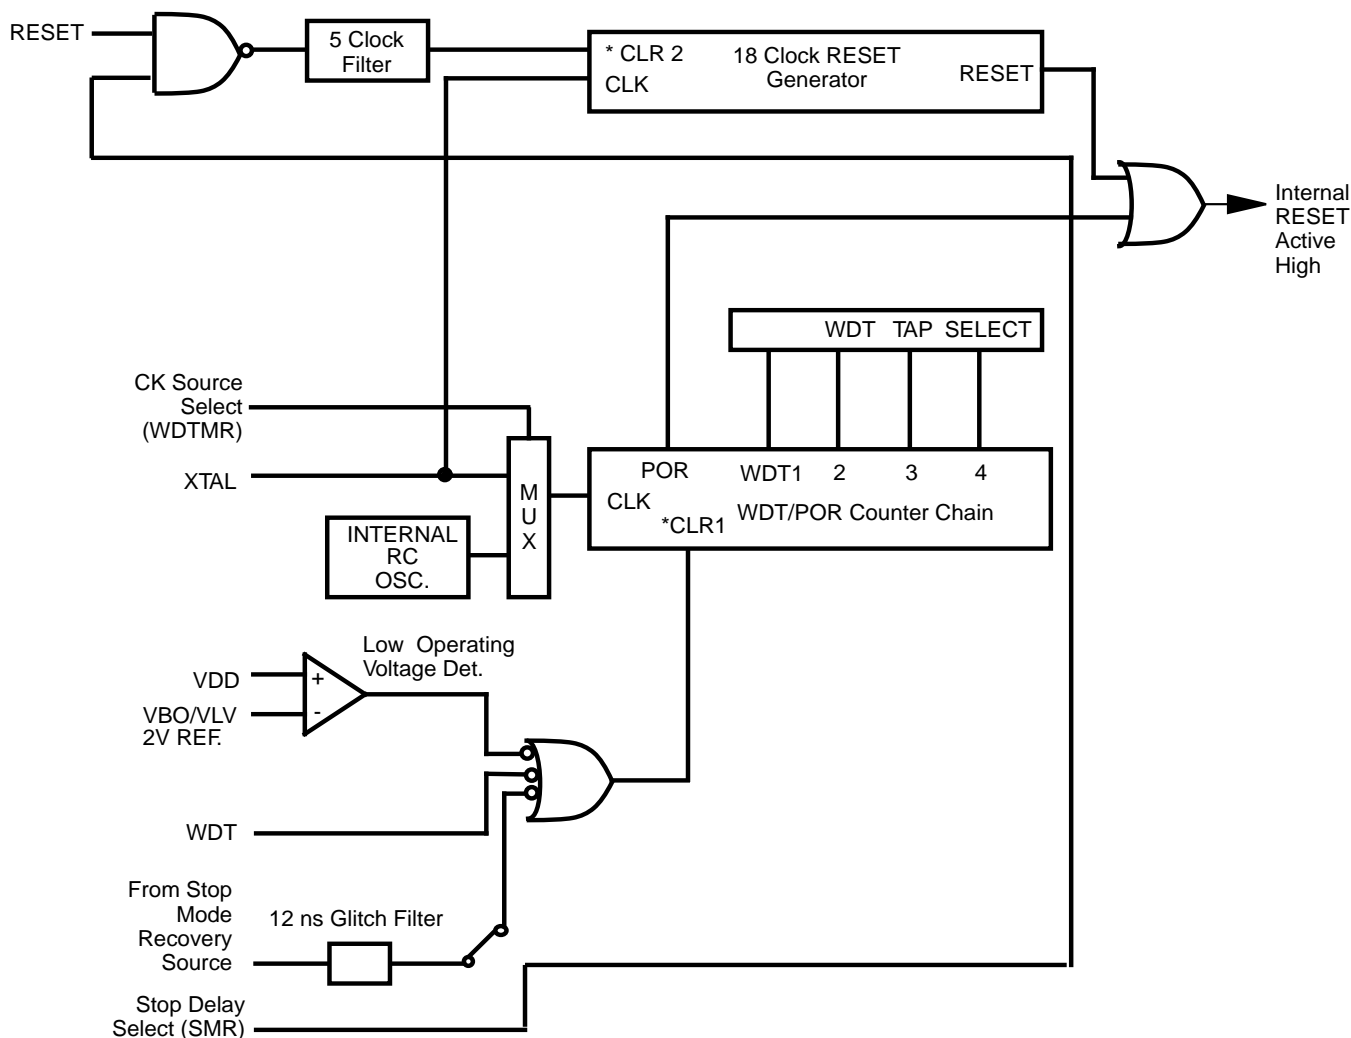 RESET
5 Clock
Filter
* CLR 2
CLK
18 Clock RESET
Generator
RESET
Internal
RESET
Active
High
WDT TAP SELECT
CK Source
Select
(WDTMR)
XTAL
M
U
X
INTERNAL
RC
OSC.
POR
WDT1 2 3 4
CLK
*CLR1
WDT/POR Counter Chain
Low Operating
Voltage Det.
VDD
+
VBO/VLV
2V REF.
-
WDT
From Stop
Mode
Recovery
Source
12 ns Glitch Filter
Stop Delay
Select (SMR)